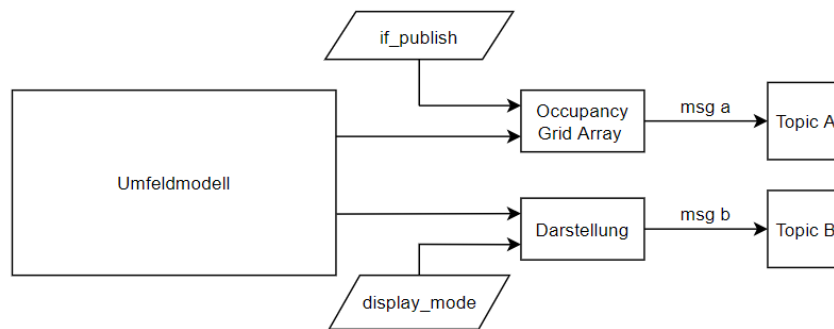 if_publish
Occupancy
Grid Array
msg a
Topic A
Umfeldmodell
Darstellung
msg b
Topic B
display_mode